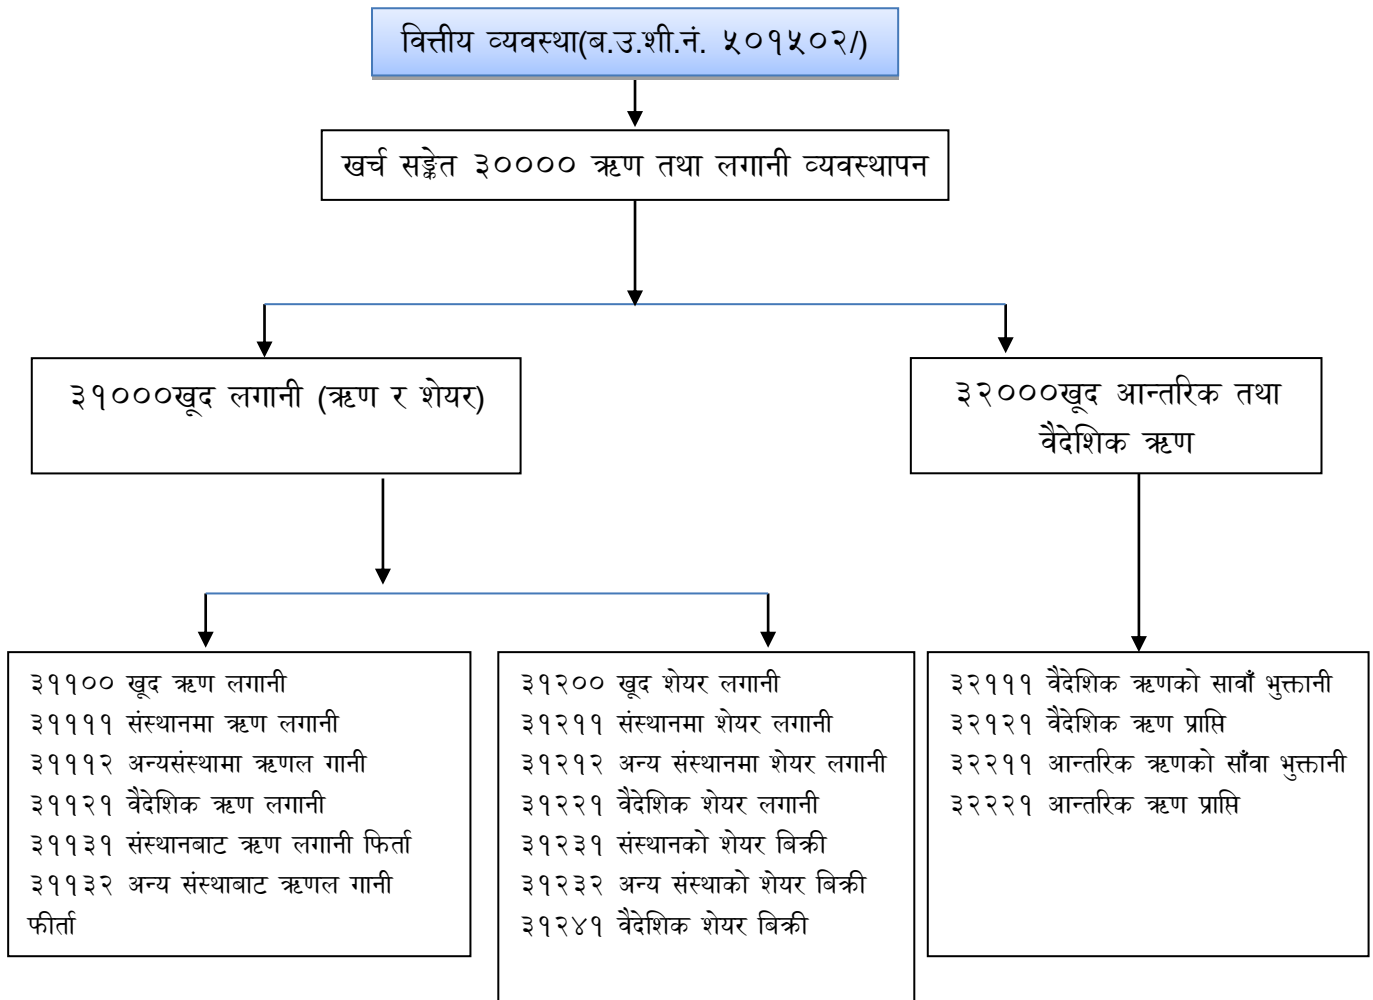 वित्तीय व्यवस्था(ब.उ.शी.नं. ५०१५०२/)
खर्च सङ्केत ३०००० ऋण तथा लगानी व्यवस्थापन
३१०००खूद लगानी (ऋण र शेयर)
३२०००खूद आन्तरिक तथा
वैदेशिक ऋण
३११०० खूद ऋण लगानी
३११११ संस्थानमा ऋण लगानी
३१११२ अन्यसंस्थामा ऋणल गानी
३११२१ वैदेशिक ऋण लगानी
३११३१ संस्थानबाट ऋण लगानी फिर्ता
३११३२ अन्य संस्थाबाट ऋणल गानी
फीर्ता
३१२०० खूद शेयर लगानी
३१२११ संस्थानमा शेयर लगानी
३१२१२ अन्य संस्थानमा शेयर लगानी
३१२२१ वैदेशिक शेयर लगानी
३१२३१ संस्थानको शेयर बिक्री
३१२३२ अन्य संस्थाको शेयर बिक्री
३१२४१ वैदेशिक शेयर बिक्री
३२१११ वैदेशिक ऋणको सावाँ भुक्तानी
३२१२१ वैदेशिक ऋण प्राप्ति
३२२११ आन्तरिक ऋणको साँवा भुक्तानी
३२२२१ आन्तरिक ऋण प्राप्ति